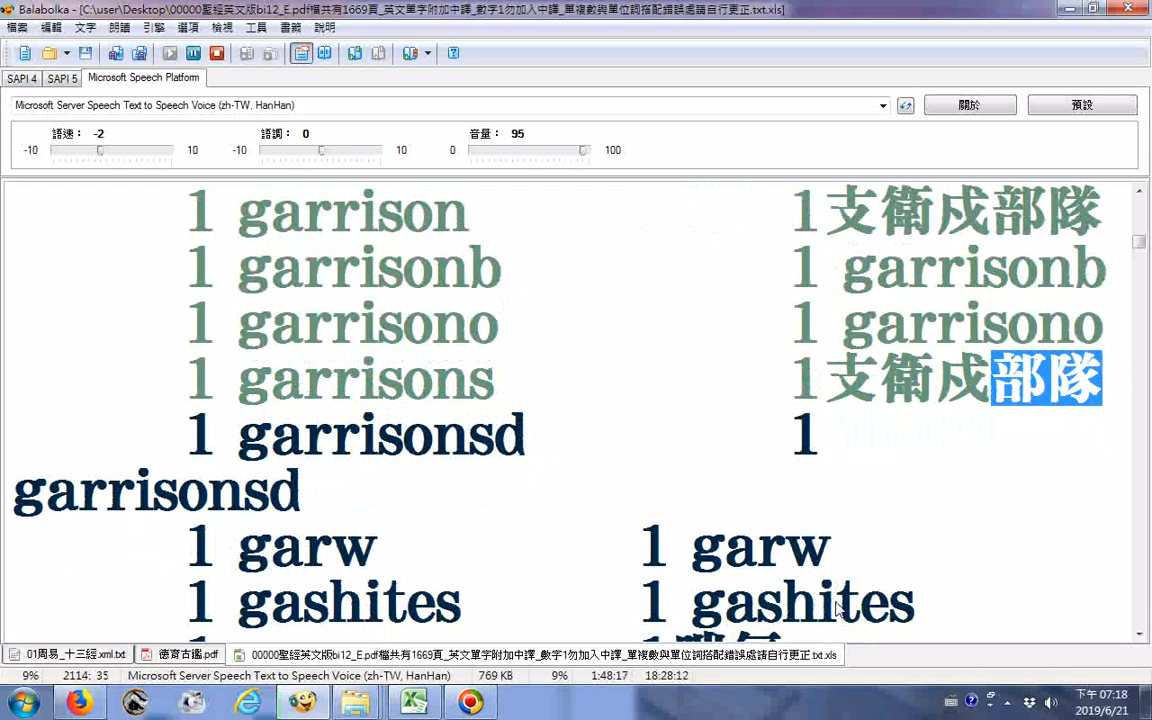 Balabolka - [C:\user\Desktop\00000聖經英文版bi12_E.pdf檔共有1669頁_英文單字附加中譯_數字1勿加入中譯_單複數與單位詞搭配錯誤處請自行更正.txt.xls]
檔案 編輯 文字 朗讀 引擎 選項 檢視 工具 書籤 說明
SAPI 4 SAPI 5 Microsoft Speech Platform
Microsoft Server Speech Text to Speech Voice (zh-TW, HanHan) 關於 預設
語速： -2 語調： 0 音量： 95
-10 10 -10 10 0 100
1 garrison 1支衛戍部隊
1 garrisonb 1 garrisonb
1 garrisono 1 garrisono
1 garrisons 1支衛戍部隊
1 garrisonsd 1
garrisonsd
1 garw 1 garw
1 gashites 1 gashites
01周易_十三經.xml.txt 德育古鑑.pdf 00000聖經英文版bi12_E.pdf檔共有1669頁_英文單字附加中譯_數字1勿加入中譯_單複數與單位詞搭配錯誤處請自行更正.txt.xls
9% 2114: 35 Microsoft Server Speech Text to Speech Voice (zh-TW, HanHan) 769 KB 9% 1:48:17 18:28:12
下午 07:18
2019/6/21